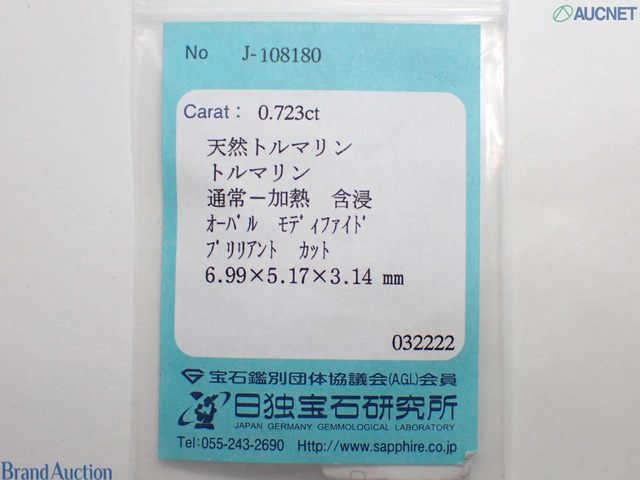 AUCNET
No J-108180
Carat： 0.723ct
天然トルマリン
トルマリン
通常－加熱 含浸
ｵｰﾊﾞﾙ ﾓﾃﾞｨﾌｧｲﾄﾞ
ﾌﾞﾘﾘｱﾝﾄ ｶｯﾄ
6.99×5.17×3.14 mm
032222
宝石鑑別団体協議会(AGL)会員
日独宝石研究所
JAPAN GERMANY GEMMOLOGICAL LABORATORY
Tel:055-243-2690 Http://www.sapphire.co.jp
Brand Auction